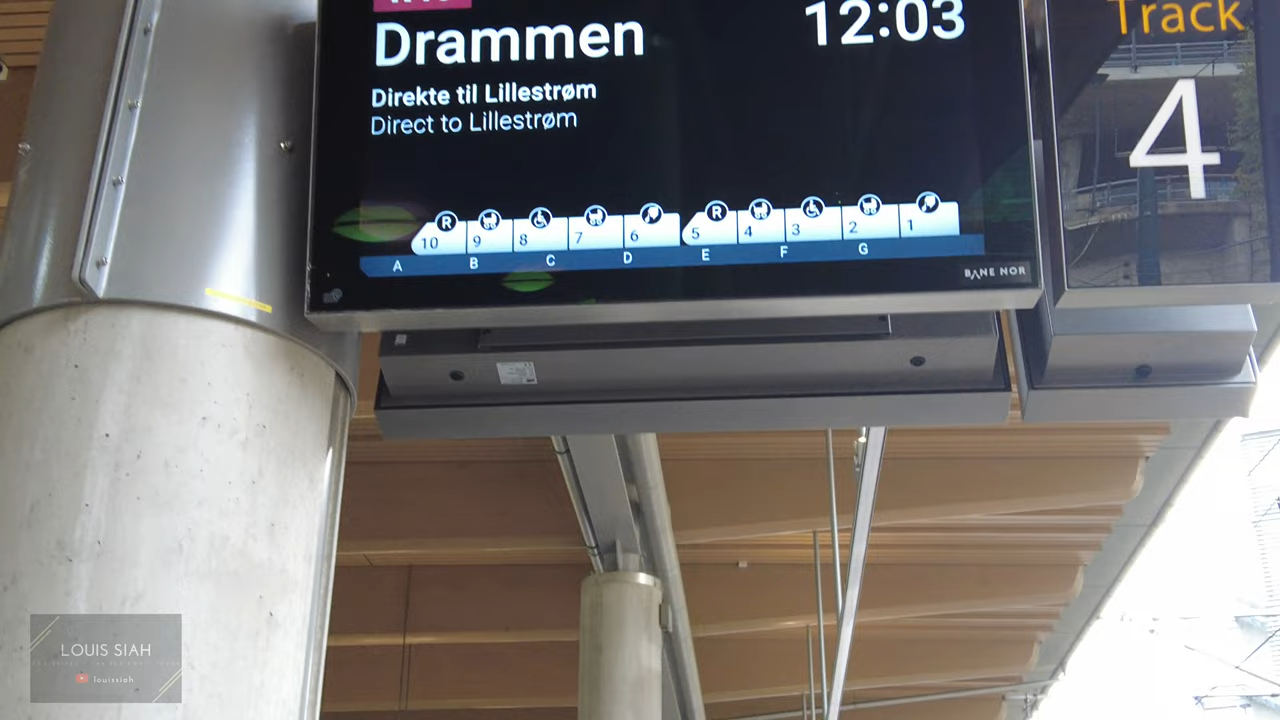 Drammen 12:03
Direkte til Lillestrøm
Direct to Lillestrøm
R R
10 9 8 7 6 5 4 3 2 1
A B C D E F G
BANE NOR
Track
4
LOUIS SIAH
louissiah